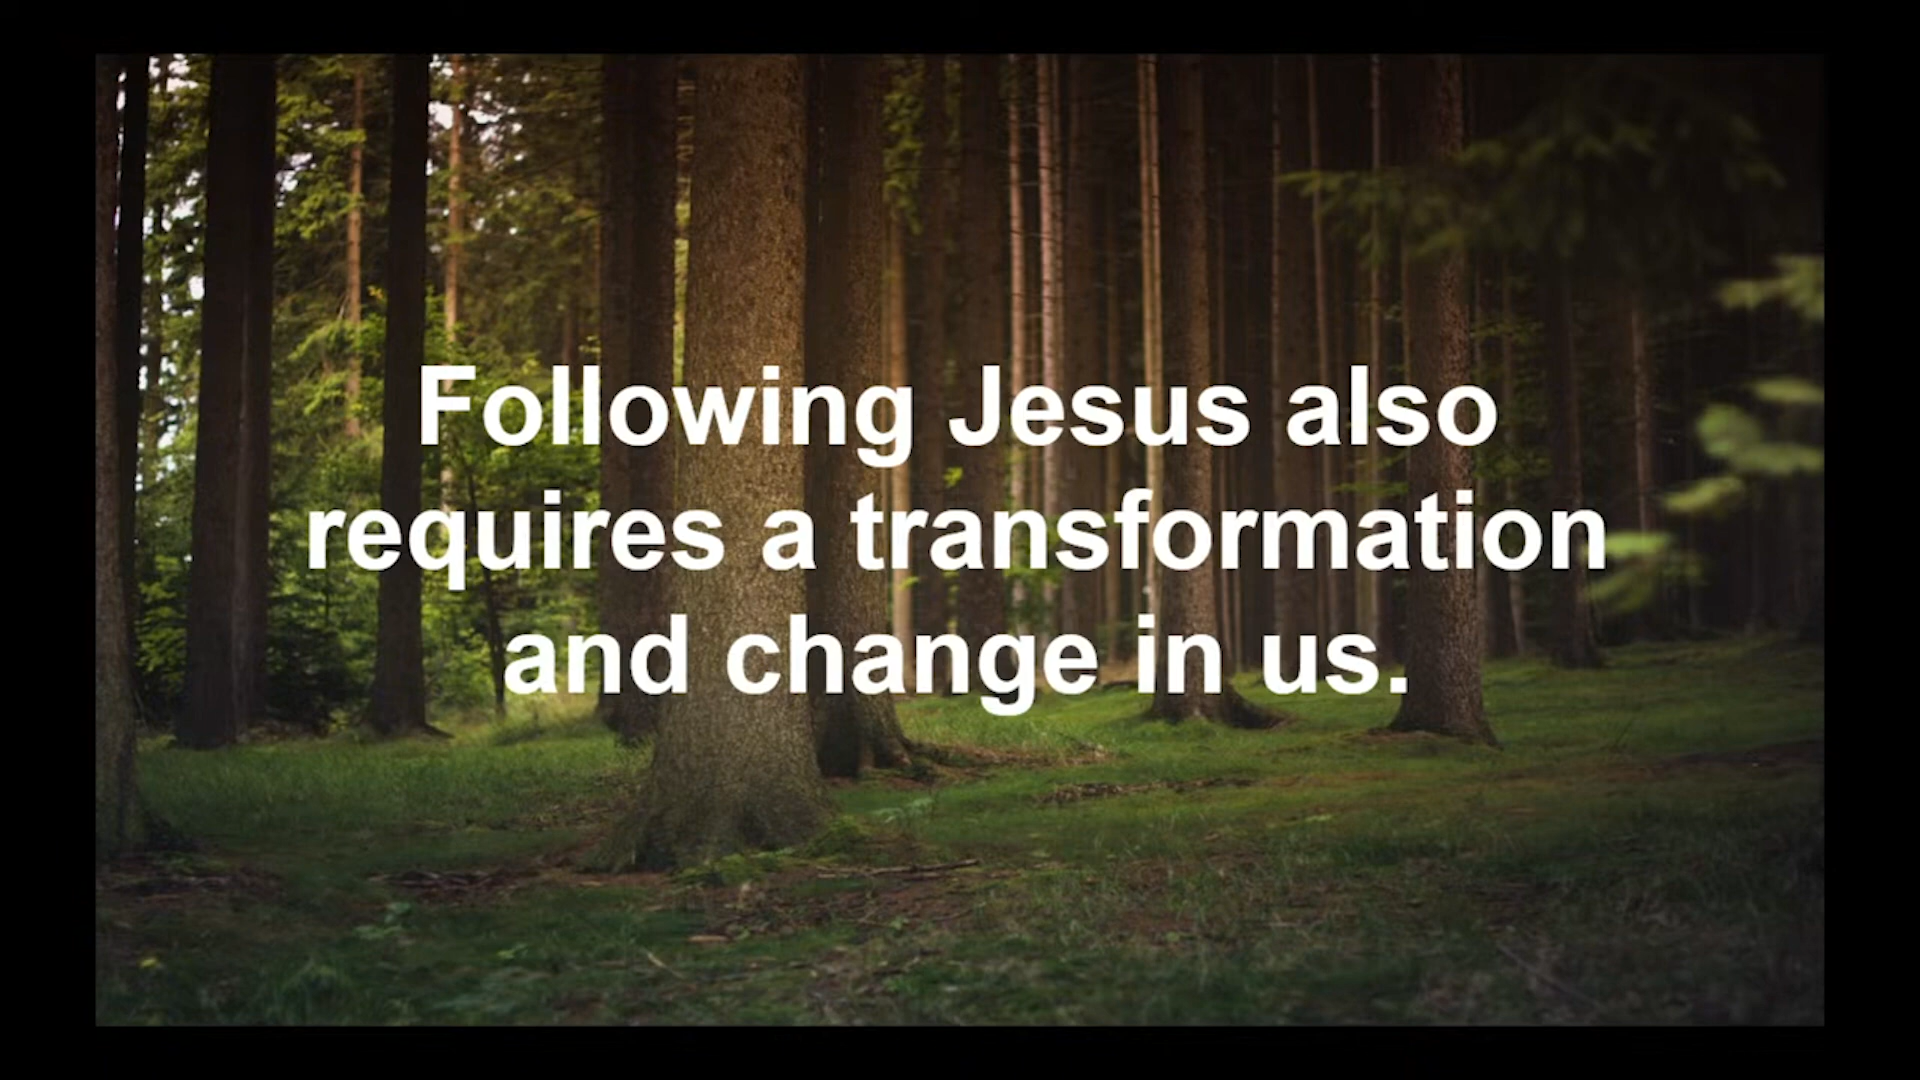 Following Jesus also
requires a transformation
and change in us.